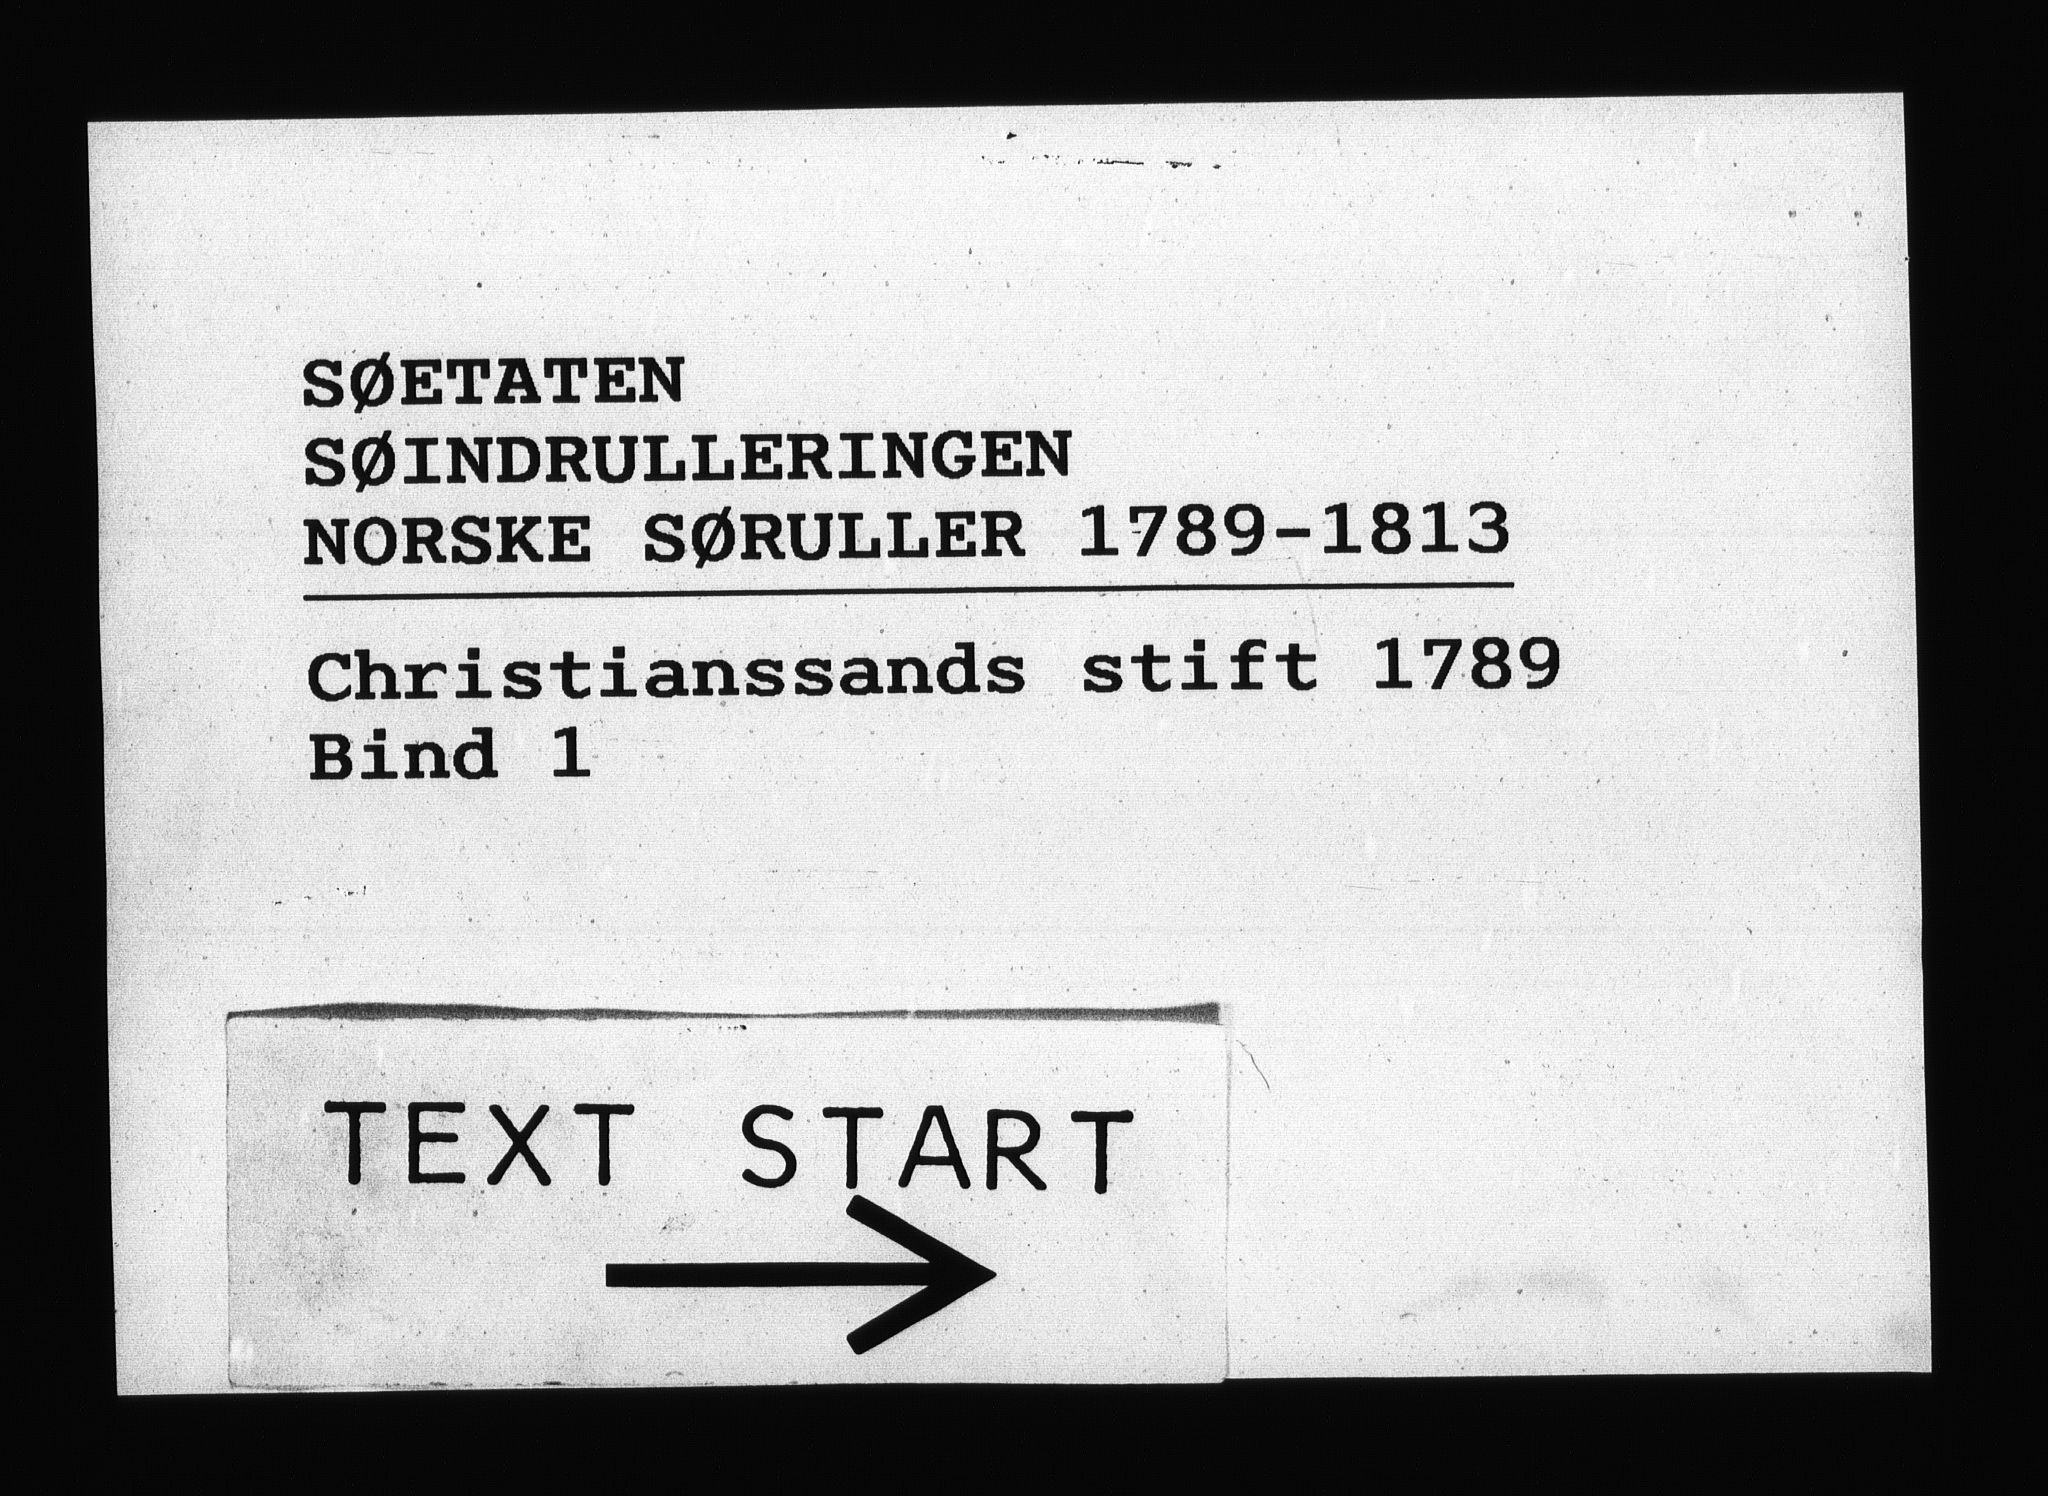 SØETATEN
SØINDRULLERINGEN
NORSKE SØRULLER 1789-1813
Christianssands stift 1789
Bind 1
TEXT START